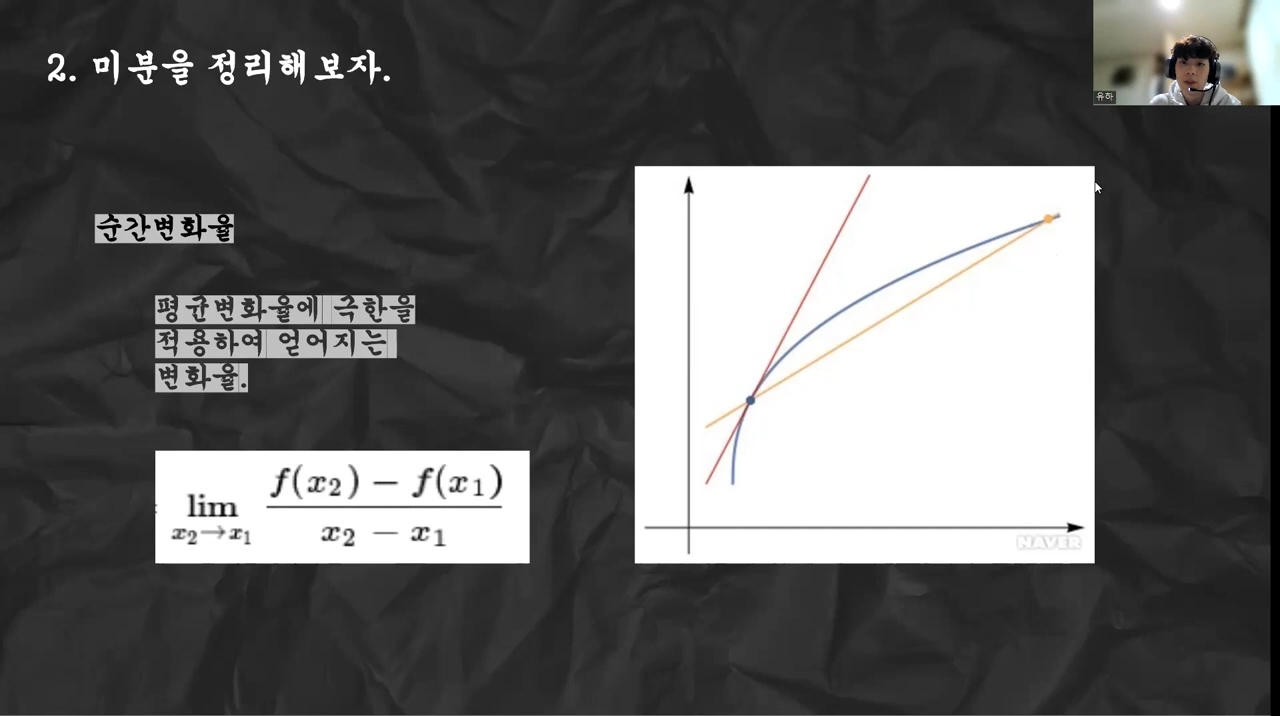 2. 미분을 정리해보자.
유하
순간변화율
평균변화율에 극한을
적용하여 얻어지는
변화율.
lim x2→x1 f(x2) − f(x1) / x2 − x1
NAVER